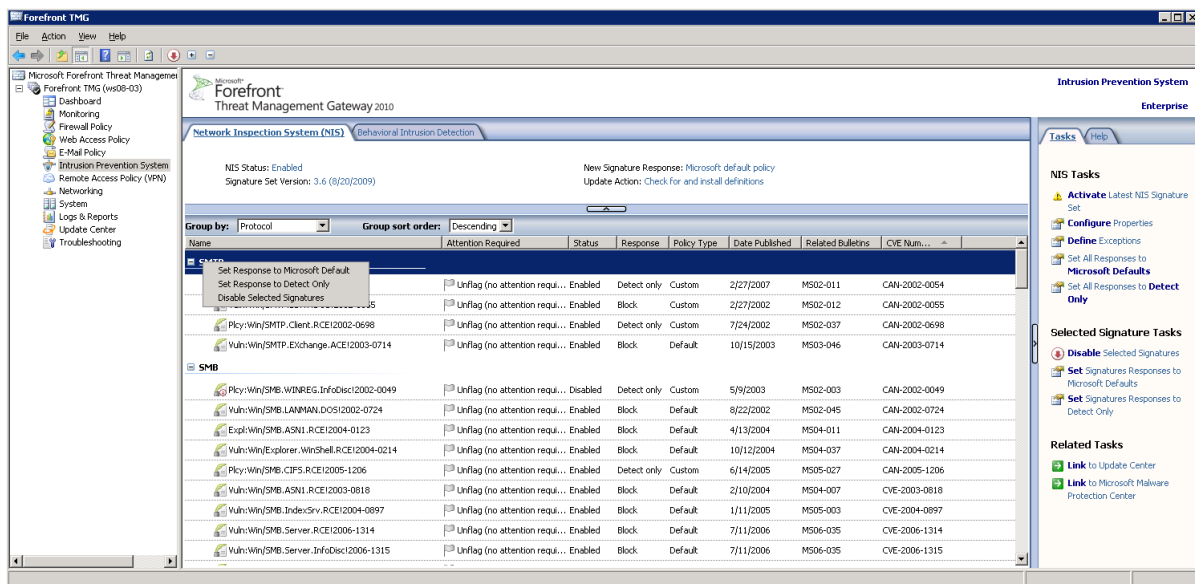 Forefront TMG
File Action View Help
Microsoft Forefront Threat Managemen
Forefront TMG (ws08-03)
Dashboard
Monitoring
Firewall Policy
Web Access Policy
E-Mail Policy
Intrusion Prevention System
Remote Access Policy (VPN)
Networking
System
Logs & Reports
Update Center
Troubleshooting
Microsoft
Forefront
Threat Management Gateway 2010
Intrusion Prevention System
Enterprise
Network Inspection System (NIS) Behavioral Intrusion Detection
NIS Status: Enabled New Signature Response: Microsoft default policy
Signature Set Version: 3.6 (8/20/2009) Update Action: Check for and install definitions
Group by: Protocol Group sort order: Descending
Name Attention Required Status Response Policy Type Date Published Related Bulletins CVE Num...
SMTP
Set Response to Microsoft Default
Set Response to Detect Only
Disable Selected Signatures
Unflag (no attention requi... Enabled Detect only Custom 2/27/2007 MS02-011 CAN-2002-0054
Unflag (no attention requi... Enabled Block Custom 2/27/2002 MS02-012 CAN-2002-0055
Plcy:Win/SMTP.Client.RCE!2002-0698 Unflag (no attention requi... Enabled Detect only Custom 7/24/2002 MS02-037 CAN-2002-0698
Vuln:Win/SMTP.EXchange.ACE!2003-0714 Unflag (no attention requi... Enabled Block Default 10/15/2003 MS03-046 CAN-2003-0714
SMB
Plcy:Win/SMB.WINREG.InfoDisc!2002-0049 Unflag (no attention requi... Disabled Detect only Custom 5/9/2003 MS02-003 CAN-2002-0049
Vuln:Win/SMB.LANMAN.DOS!2002-0724 Unflag (no attention requi... Enabled Block Default 8/22/2002 MS02-045 CAN-2002-0724
Expl:Win/SMB.ASN1.RCE!2004-0123 Unflag (no attention requi... Enabled Block Default 4/13/2004 MS04-011 CAN-2004-0123
Vuln:Win/Explorer.WinShell.RCE!2004-0214 Unflag (no attention requi... Enabled Block Default 10/12/2004 MS04-037 CAN-2004-0214
Plcy:Win/SMB.CIFS.RCE!2005-1206 Unflag (no attention requi... Enabled Detect only Custom 6/14/2005 MS05-027 CAN-2005-1206
Vuln:Win/SMB.ASN1.RCE!2003-0818 Unflag (no attention requi... Enabled Block Default 2/10/2004 MS04-007 CVE-2003-0818
Vuln:Win/SMB.IndexSrv.RCE!2004-0897 Unflag (no attention requi... Enabled Block Default 1/11/2005 MS05-003 CVE-2004-0897
Vuln:Win/SMB.Server.RCE!2006-1314 Unflag (no attention requi... Enabled Block Default 7/11/2006 MS06-035 CVE-2006-1314
Vuln:Win/SMB.Server.InfoDisc!2006-1315 Unflag (no attention requi... Enabled Block Default 7/11/2006 MS06-035 CVE-2006-1315
Tasks Help
NIS Tasks
Activate Latest NIS Signature
Set
Configure Properties
Define Exceptions
Set All Responses to
Microsoft Defaults
Set All Responses to Detect
Only
Selected Signature Tasks
Disable Selected Signatures
Set Signatures Responses to
Microsoft Defaults
Set Signatures Responses to
Detect Only
Related Tasks
Link to Update Center
Link to Microsoft Malware
Protection Center